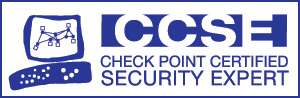 CCSE
CHECK POINT CERTIFIED
SECURITY EXPERT